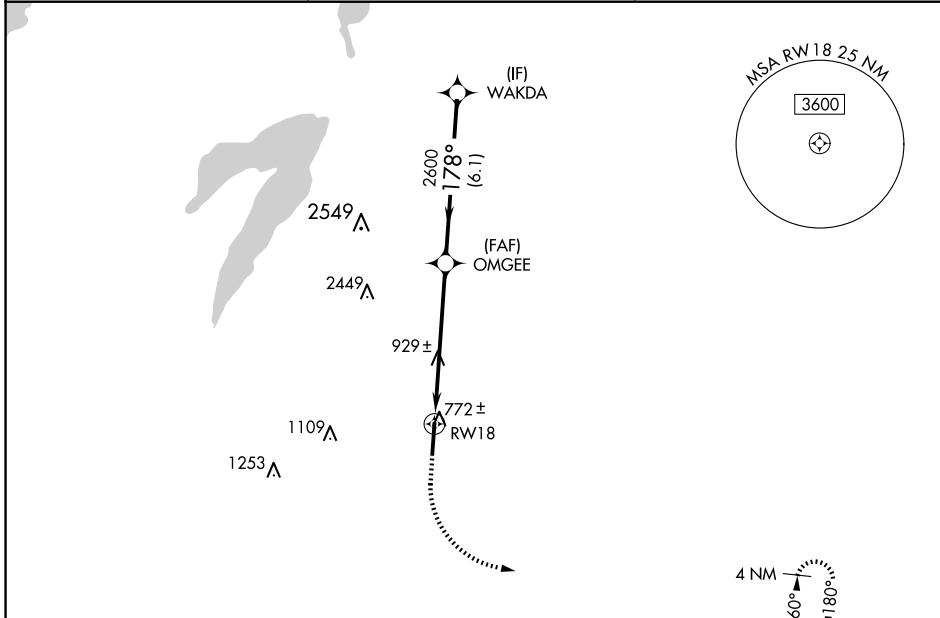 MSA RW18 25 NM
3600
(IF)
WAKDA
2600
178°
(6.1)
2549
(FAF)
OMGEE
2449
929 ±
772 ±
RW18
1109
1253
4 NM
180°